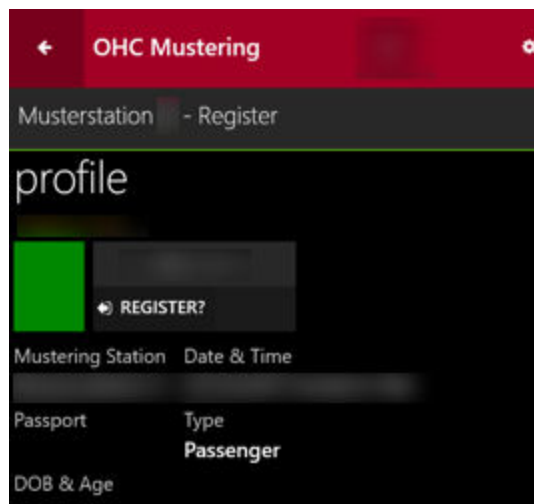 OHC Mustering
Musterstation - Register
profile
REGISTER?
Mustering Station Date & Time
Passport Type
Passenger
DOB & Age